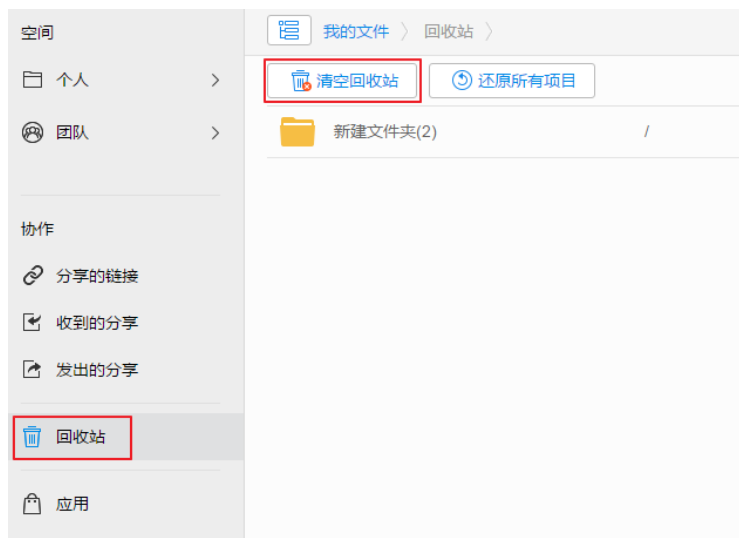 空间
个人
团队
协作
分享的链接
收到的分享
发出的分享
回收站
应用
我的文件 〉 回收站 〉
清空回收站 还原所有项目
新建文件夹(2) /